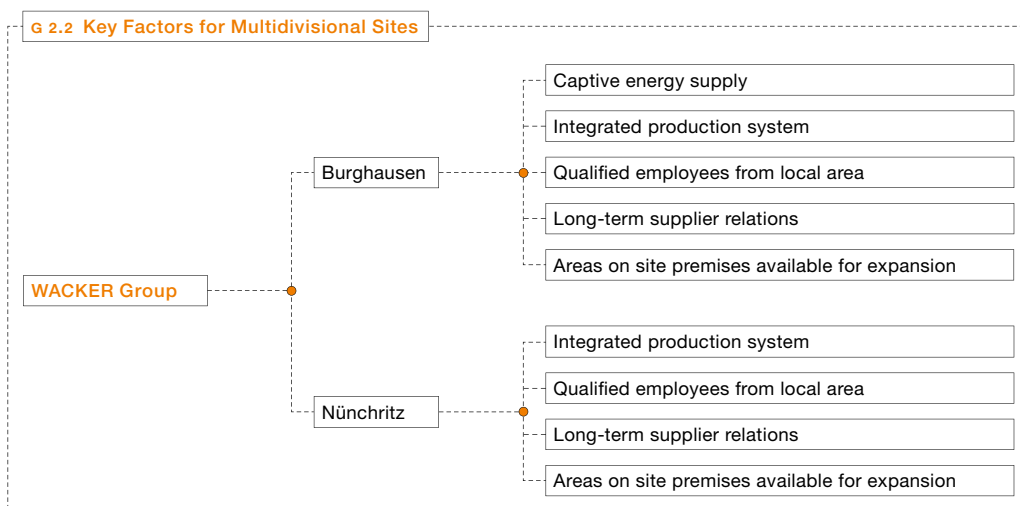 G 2.2 Key Factors for Multidivisional Sites
Captive energy supply
Integrated production system
Burghausen
Qualified employees from local area
Long-term supplier relations
Areas on site premises available for expansion
WACKER Group
Integrated production system
Qualified employees from local area
Nünchritz
Long-term supplier relations
Areas on site premises available for expansion